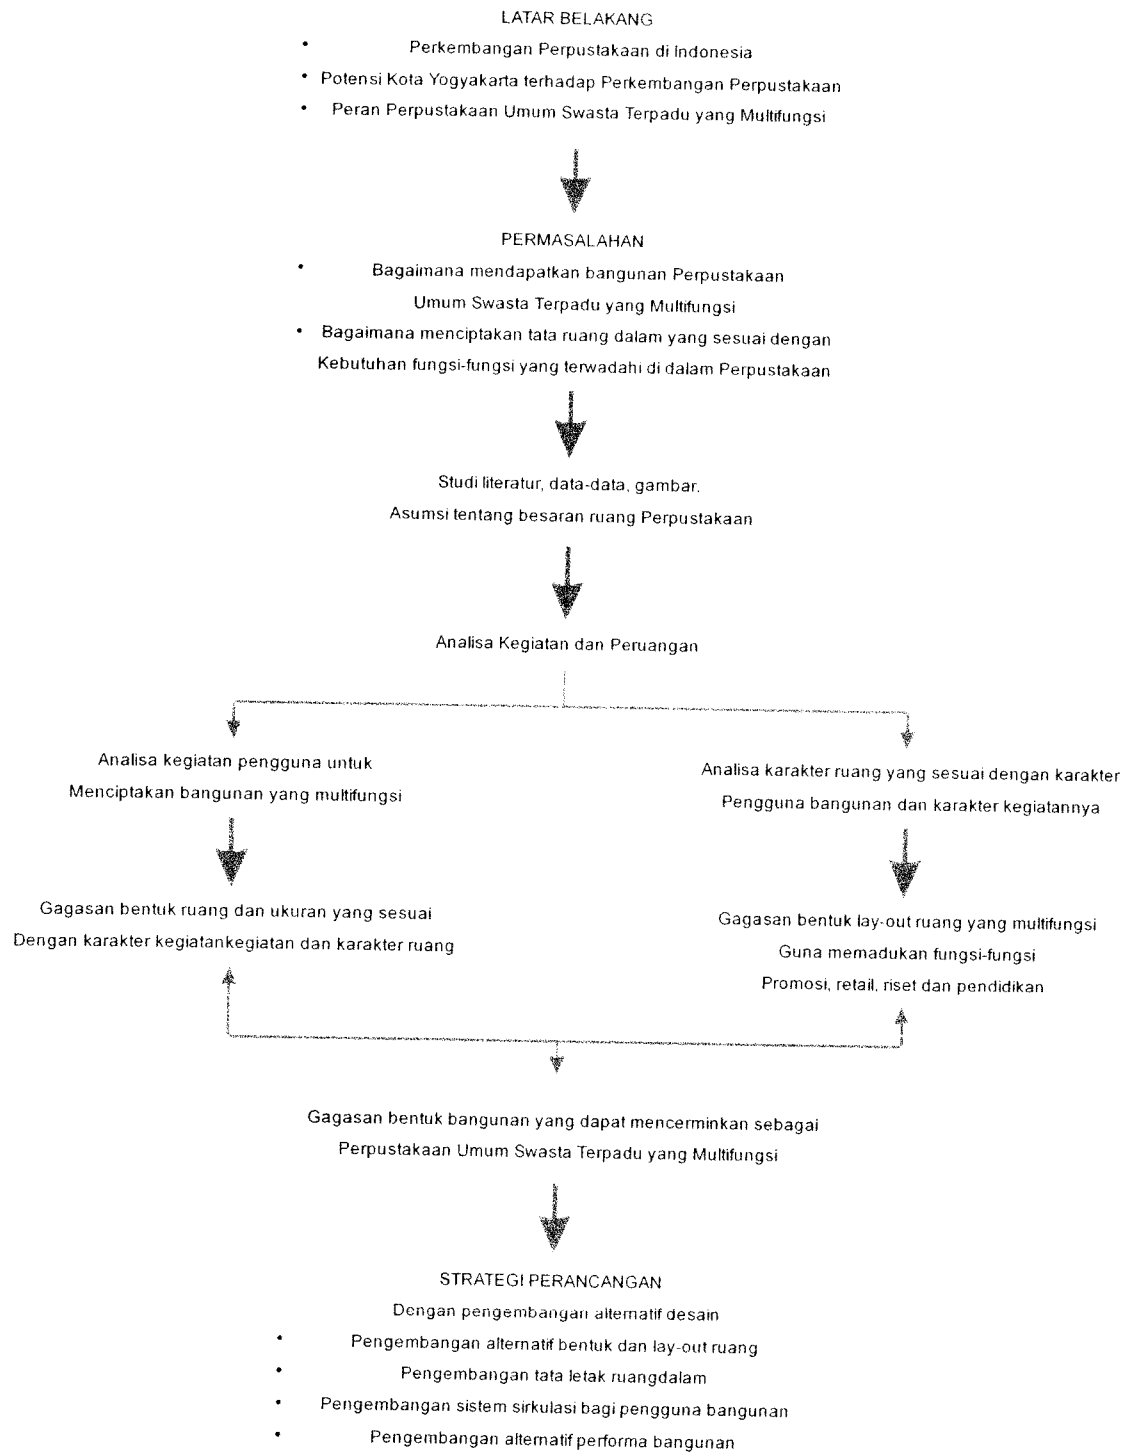 LATAR BELAKANG
• Perkembangan Perpustakaan di Indonesia
• Potensi Kota Yogyakarta terhadap Perkembangan Perpustakaan
• Peran Perpustakaan Umum Swasta Terpadu yang Multifungsi
PERMASALAHAN
• Bagaimana mendapatkan bangunan Perpustakaan
Umum Swasta Terpadu yang Multifungsi
• Bagaimana menciptakan tata ruang dalam yang sesuai dengan
Kebutuhan fungsi-fungsi yang terwadahi di dalam Perpustakaan
Studi literatur, data-data, gambar.
Asumsi tentang besaran ruang Perpustakaan
Analisa Kegiatan dan Peruangan
Analisa kegiatan pengguna untuk
Menciptakan bangunan yang multifungsi
Analisa karakter ruang yang sesuai dengan karakter
Pengguna bangunan dan karakter kegiatannya
Gagasan bentuk ruang dan ukuran yang sesuai
Dengan karakter kegiatankegiatan dan karakter ruang
Gagasan bentuk lay-out ruang yang multifungsi
Guna memadukan fungsi-fungsi
Promosi, retail, riset dan pendidikan
Gagasan bentuk bangunan yang dapat mencerminkan sebagai
Perpustakaan Umum Swasta Terpadu yang Multifungsi
STRATEGI PERANCANGAN
Dengan pengembangan alternatif desain
• Pengembangan alternatif bentuk dan lay-out ruang
• Pengembangan tata letak ruangdalam
• Pengembangan sistem sirkulasi bagi pengguna bangunan
• Pengembangan alternatif performa bangunan